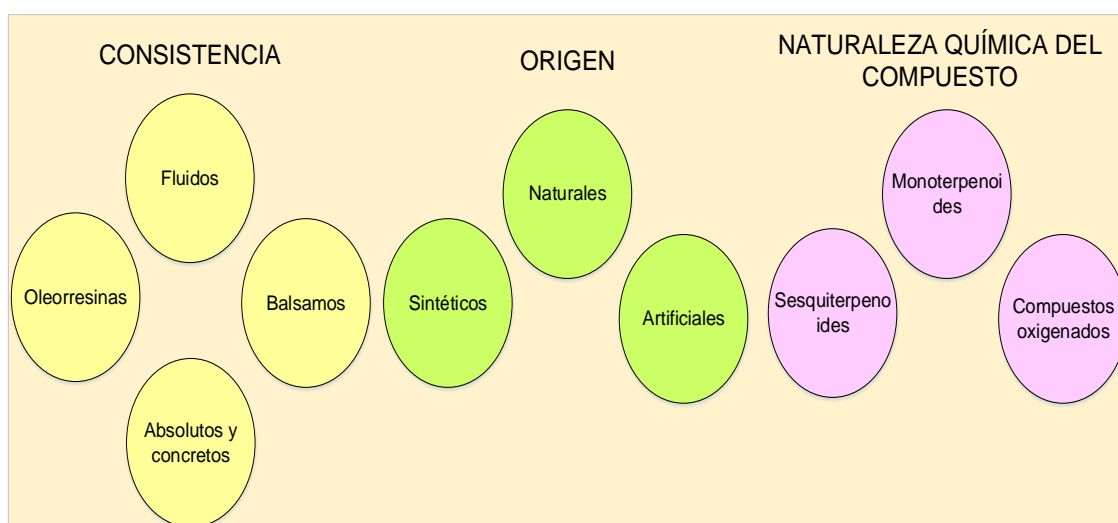 CONSISTENCIA
Fluidos
Oleorresinas
Balsamos
Absolutos y
concretos
ORIGEN
Naturales
Sintéticos
Artificiales
NATURALEZA QUÍMICA DEL
COMPUESTO
Monoterpenoi
des
Sesquiterpeno
ides
Compuestos
oxigenados